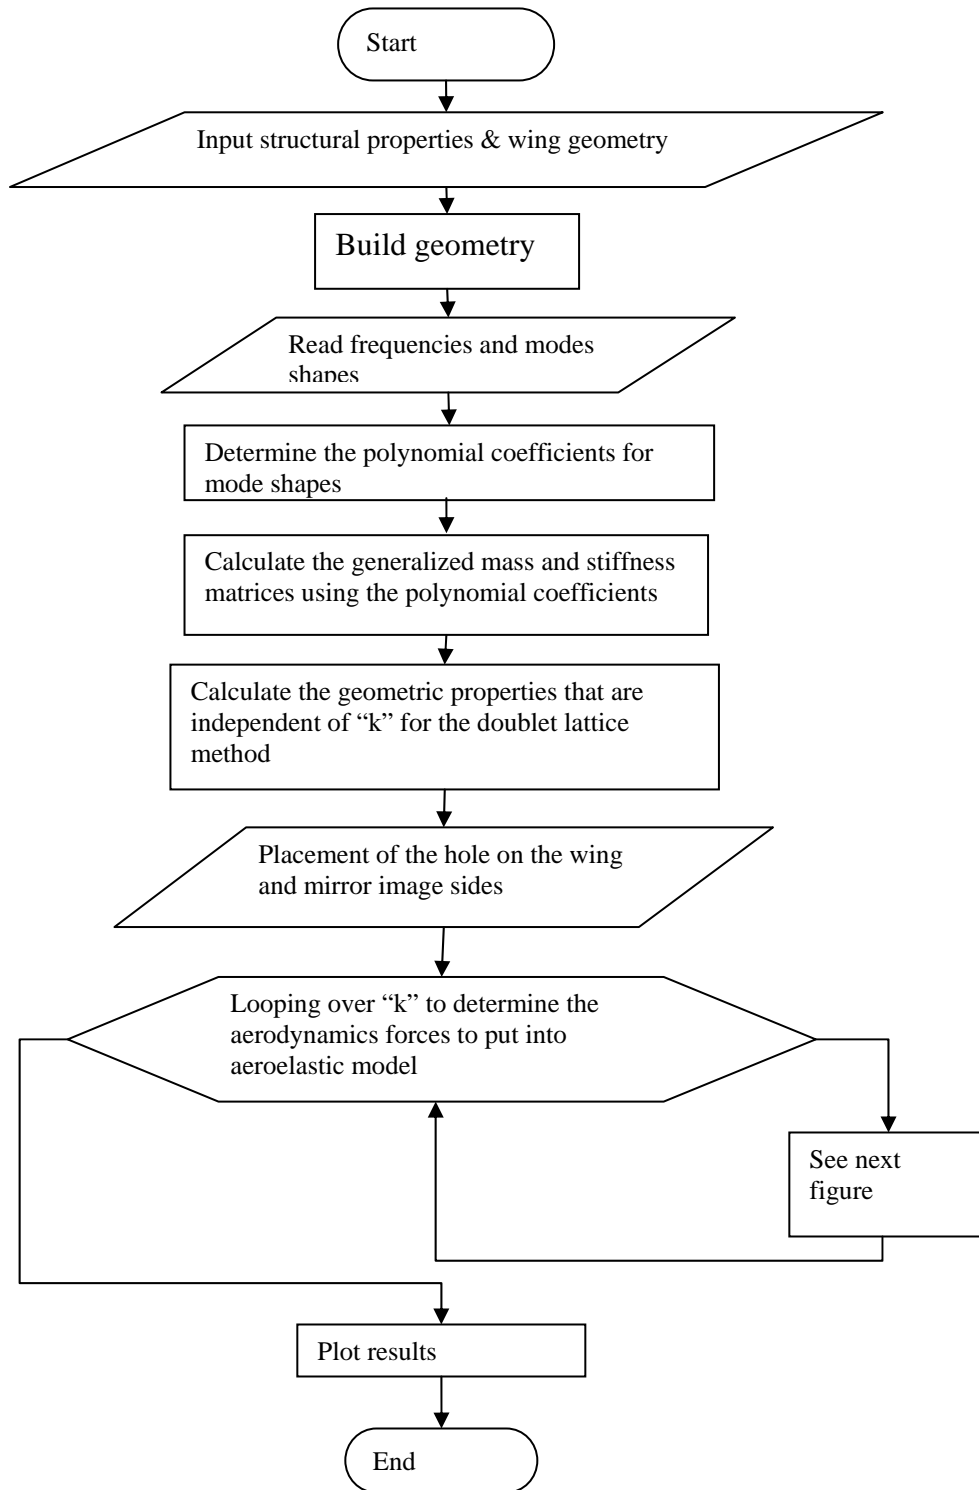 Start
Input structural properties & wing geometry
Build geometry
Read frequencies and modes
shapes
Determine the polynomial coefficients for
mode shapes
Calculate the generalized mass and stiffness
matrices using the polynomial coefficients
Calculate the geometric properties that are
independent of “k” for the doublet lattice
method
Placement of the hole on the wing
and mirror image sides
Looping over “k” to determine the
aerodynamics forces to put into
aeroelastic model
See next
figure
Plot results
End